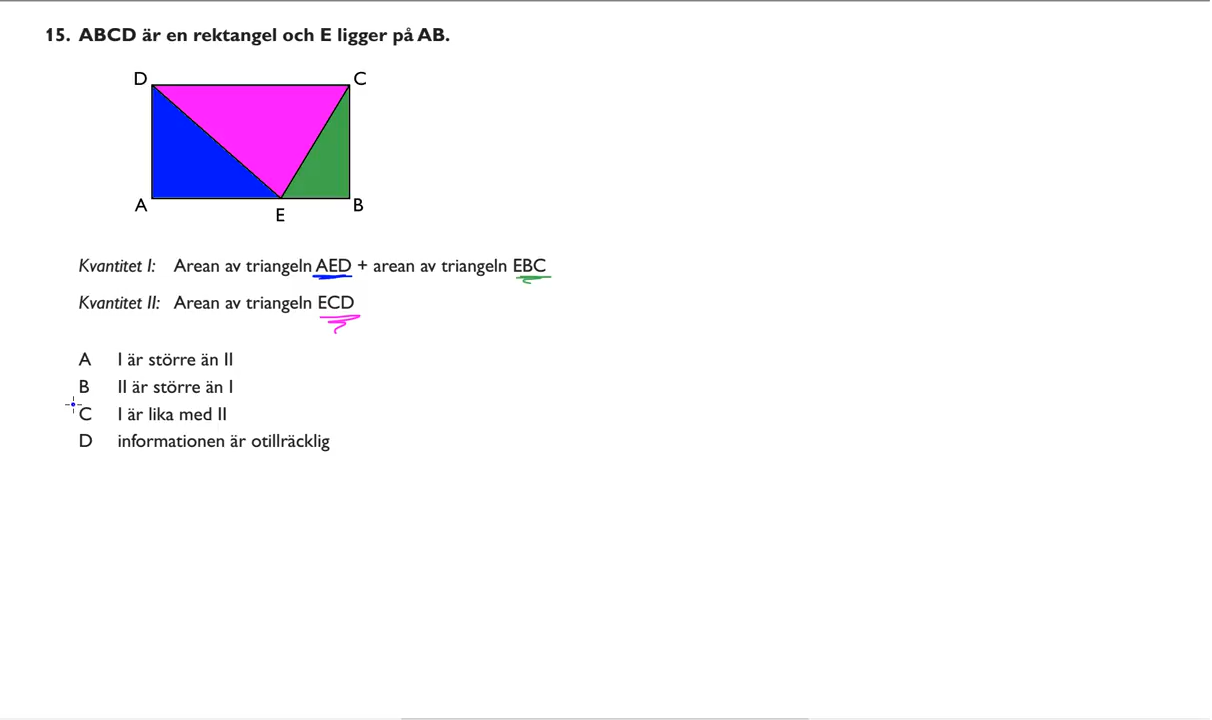 15. ABCD är en rektangel och E ligger på AB.
D C
A E B
Kvantitet I: Arean av triangeln AED + arean av triangeln EBC
Kvantitet II: Arean av triangeln ECD
A I är större än II
B II är större än I
C I är lika med II
D informationen är otillräcklig